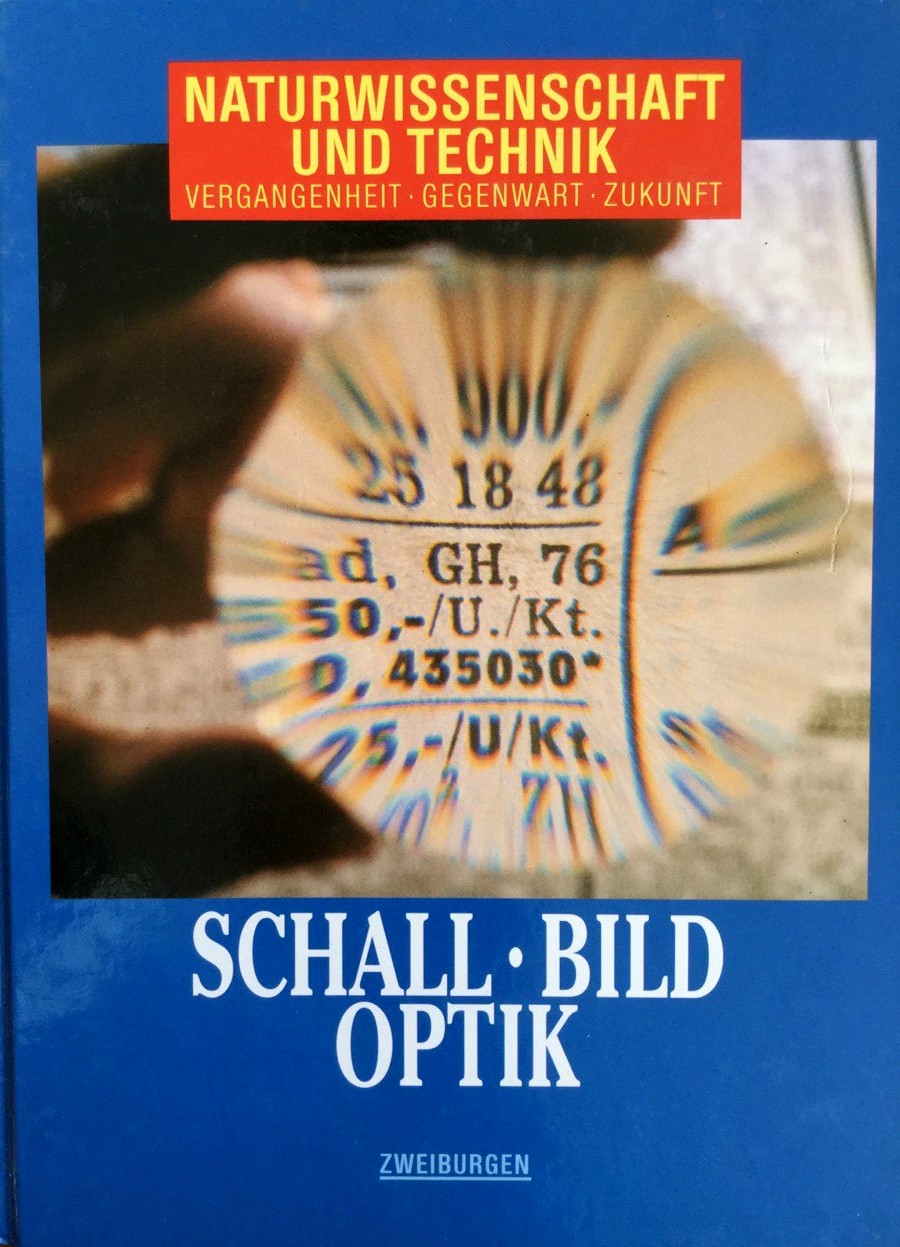 NATURWISSENSCHAFT
UND TECHNIK
VERGANGENHEIT · GEGENWART · ZUKUNFT
25 18 48
ad, GH, 76
50,-/U./Kt.
0, 435030*
25,-/U/Kt.
SCHALL · BILD
OPTIK
ZWEIBURGEN